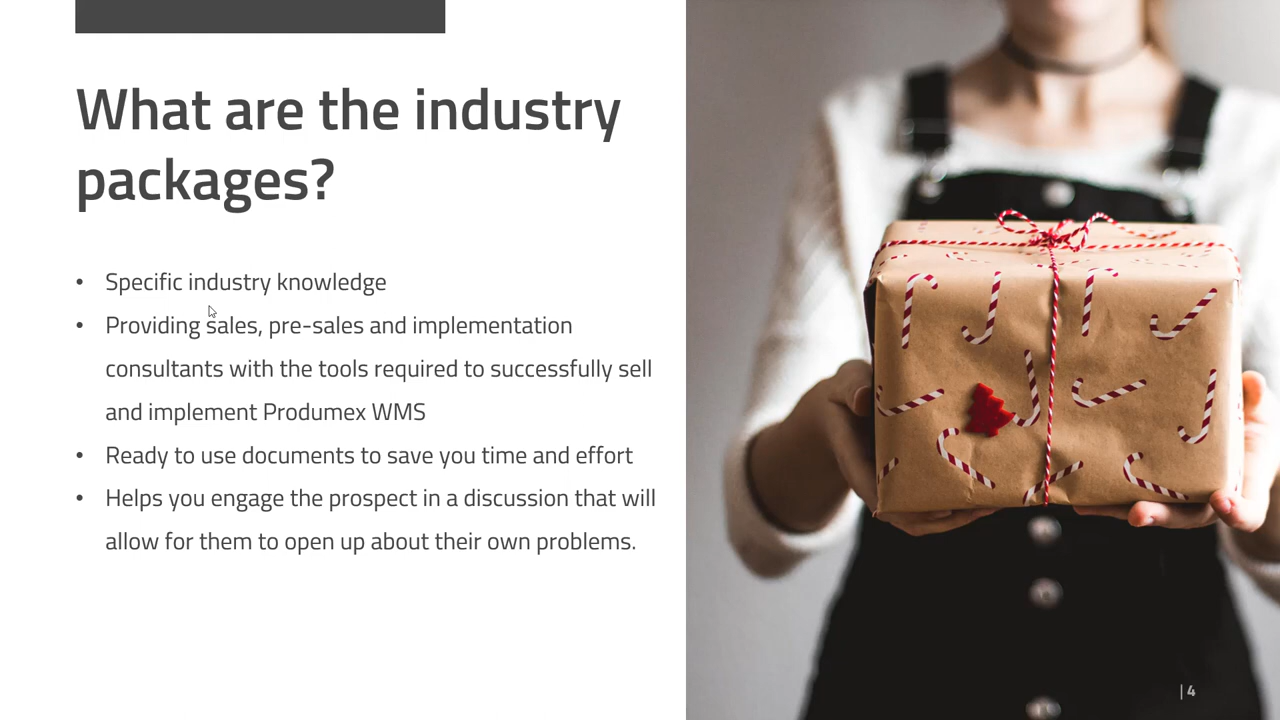 What are the industry
packages?
• Specific industry knowledge
• Providing sales, pre-sales and implementation
consultants with the tools required to successfully sell
and implement Produmex WMS
• Ready to use documents to save you time and effort
• Helps you engage the prospect in a discussion that will
allow for them to open up about their own problems.
| 4